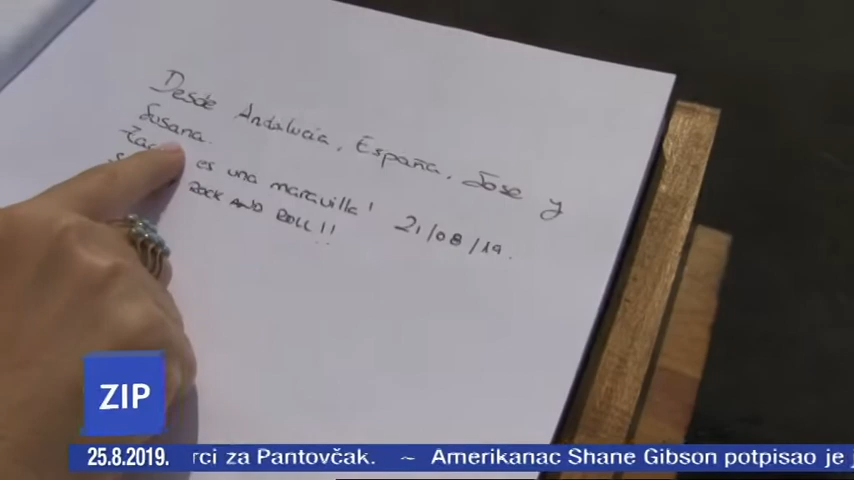 Desde Andalucía, España, Jose y
Susana.
es una maravilla! 21/08/19.
ROCK AND ROLL!!
ZIP
25.8.2019. rci za Pantovčak. ~ Amerikanac Shane Gibson potpisao je j